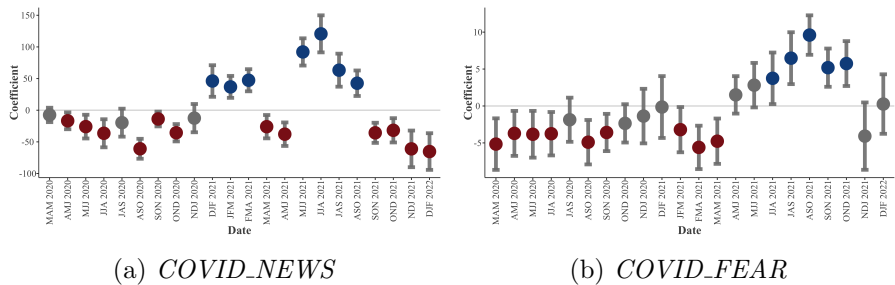 150
100
50
0
-50
-100
Coefficient
MAM 2020
AMJ 2020
MJJ 2020
JJA 2020
JAS 2020
ASO 2020
SON 2020
OND 2020
NDJ 2021
DJF 2021
JFM 2021
FMA 2021
MAM 2021
AMJ 2021
MJJ 2021
JJA 2021
JAS 2021
ASO 2021
SON 2021
OND 2021
NDJ 2021
DJF 2022
Date
(a) COVID_NEWS
10
5
0
-5
Coefficient
MAM 2020
AMJ 2020
MJJ 2020
JJA 2020
JAS 2020
ASO 2020
SON 2020
OND 2020
NDJ 2021
DJF 2021
JFM 2021
FMA 2021
MAM 2021
AMJ 2021
MJJ 2021
JJA 2021
JAS 2021
ASO 2021
SON 2021
OND 2021
NDJ 2021
DJF 2022
Date
(b) COVID_FEAR